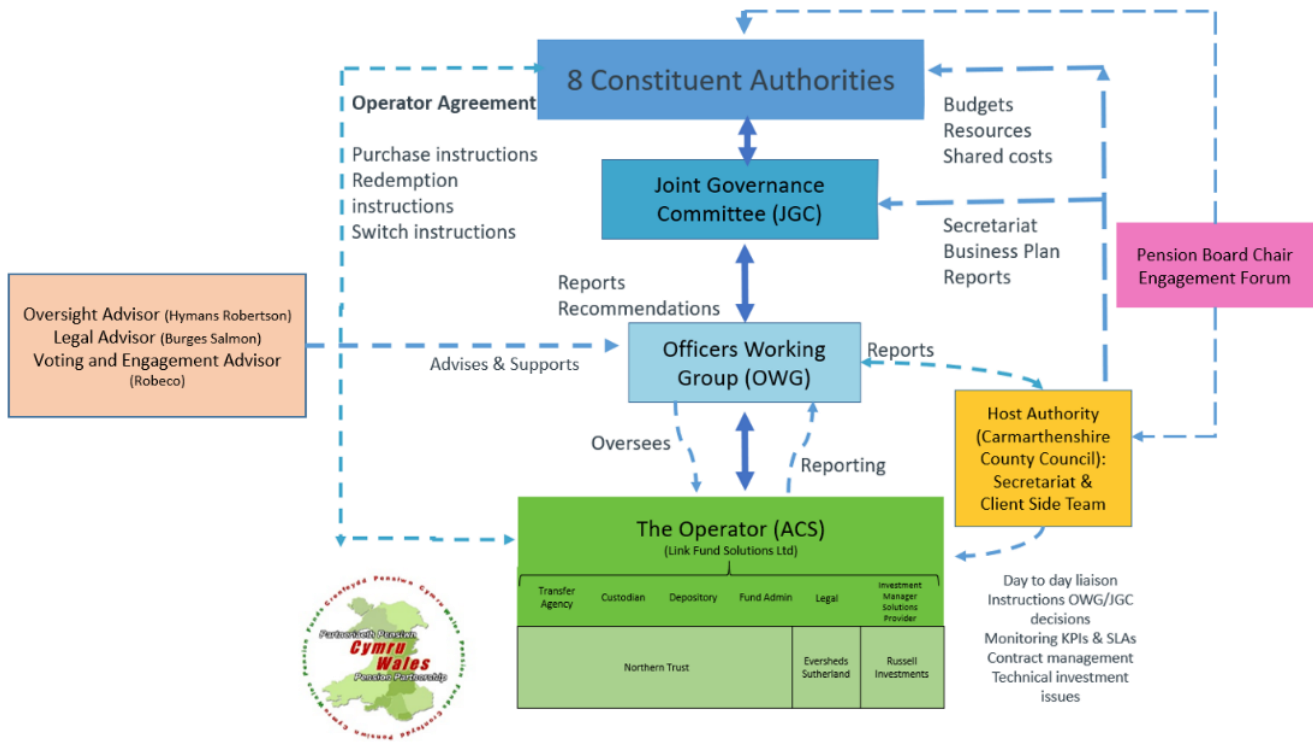 8 Constituent Authorities
Operator Agreement
Purchase instructions
Redemption
instructions
Switch instructions
Budgets
Resources
Shared costs
Joint Governance
Committee (JGC)
Secretariat
Business Plan
Reports
Pension Board Chair
Engagement Forum
Oversight Advisor (Hymans Robertson)
Legal Advisor (Burges Salmon)
Voting and Engagement Advisor
(Robeco)
Reports
Recommendations
Advises & Supports
Officers Working
Group (OWG)
Reports
Host Authority
(Carmarthenshire
County Council):
Secretariat &
Client Side Team
Oversees
Reporting
The Operator (ACS)
(Link Fund Solutions Ltd)
Transfer
Agency
Custodian
Depository
Fund Admin
Legal
Investment
Manager
Solutions
Provider
Northern Trust
Eversheds
Sutherland
Russell
Investments
Day to day liaison
Instructions OWG/JGC
decisions
Monitoring KPIs & SLAs
Contract management
Technical investment
issues
Partneriaeth Pensiwn
Cymru
Wales
Pension Partnership